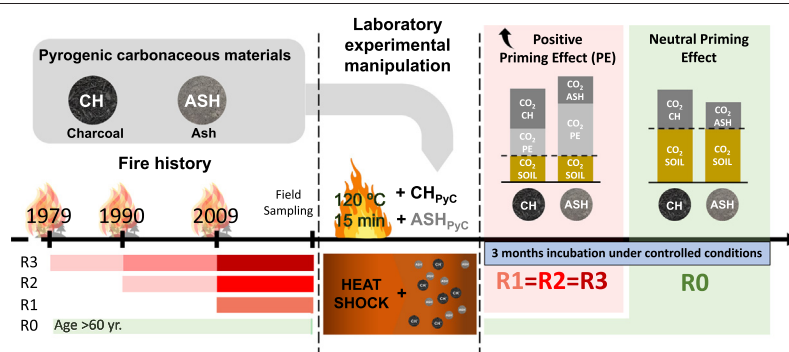 Pyrogenic carbonaceous materials
CH
ASH
Charcoal
Ash
Fire history
1979
1990
2009
Field
Sampling
R3
R2
R1
R0
Age >60 yr.
Laboratory
experimental
manipulation
120 ºC
15 min
+ CHPyC
+ ASHPyC
HEAT
SHOCK
+
Positive
Priming Effect (PE)
CO2
CH
CO2
PE
CO2
SOIL
CO2
ASH
CO2
PE
CO2
SOIL
CH
ASH
Neutral Priming
Effect
CO2
CH
CO2
SOIL
CO2
ASH
CO2
SOIL
CH
ASH
3 months incubation under controlled conditions
R1=R2=R3
R0